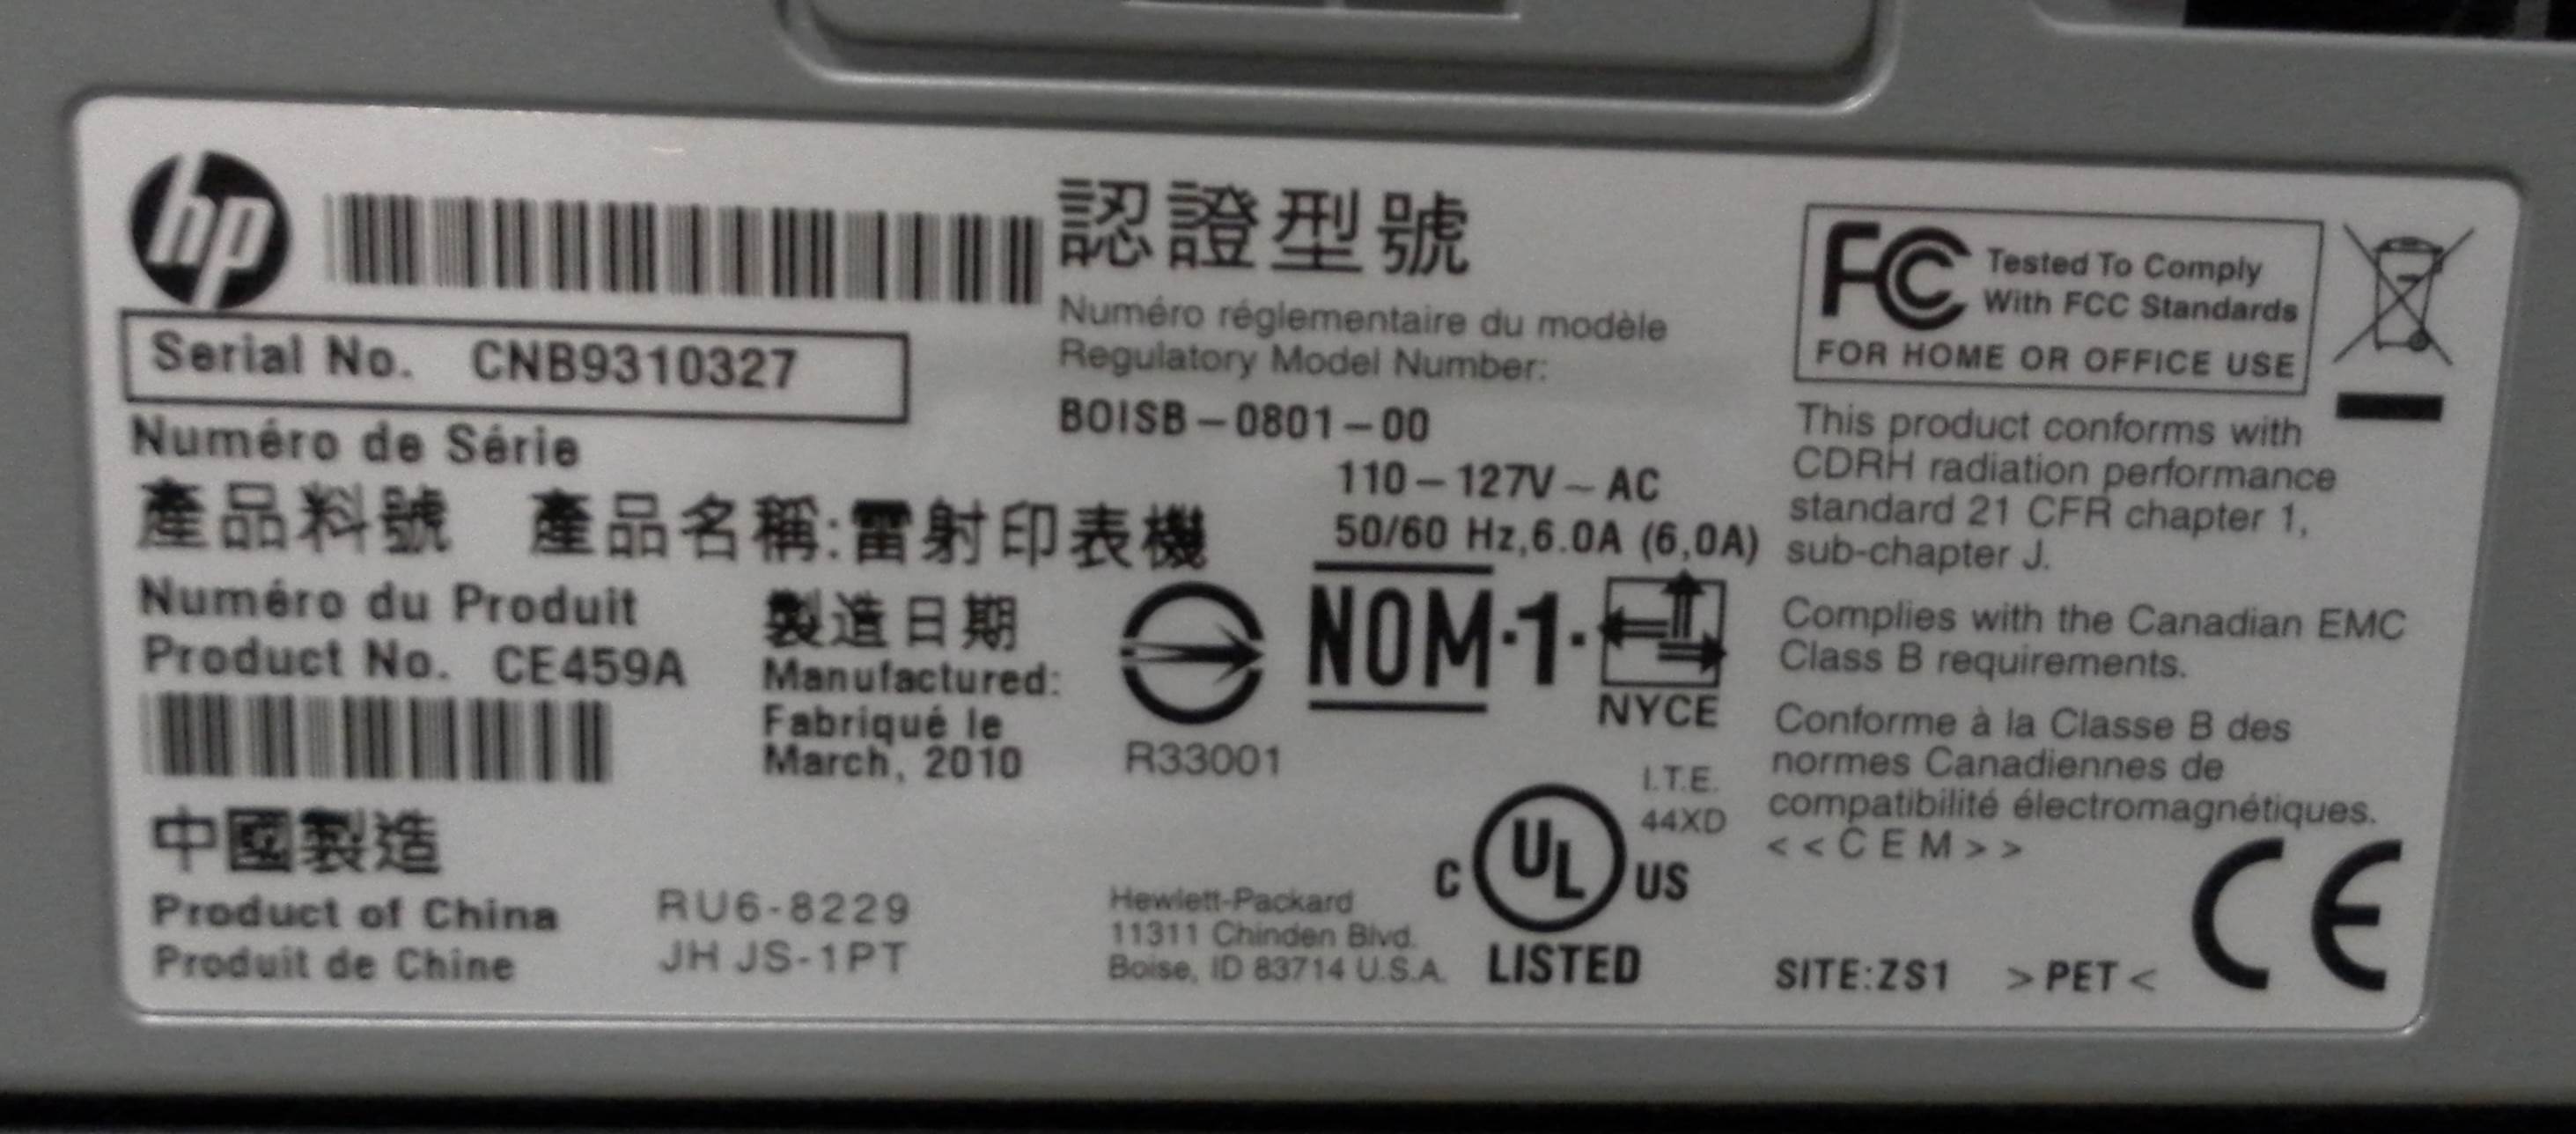 hp
Serial No. CNB9310327
Numéro de Série
產品料號 產品名稱:雷射印表機
Numéro du Produit
Product No. CE459A
製造日期
Manufactured:
Fabriqué le
March, 2010
中國製造
Product of China
Produit de Chine
RU6-8229
JH JS-1PT
認證型號
Numéro réglementaire du modèle
Regulatory Model Number:
BOISB-0801-00
110-127V~AC
50/60 Hz,6.0A (6,0A)
R33001
NOM·1·
NYCE
I.T.E.
44XD
C UL US
LISTED
Hewlett-Packard
11311 Chinden Blvd.
Boise, ID 83714 U.S.A.
FC Tested To Comply
With FCC Standards
FOR HOME OR OFFICE USE
This product conforms with
CDRH radiation performance
standard 21 CFR chapter 1,
sub-chapter J.
Complies with the Canadian EMC
Class B requirements.
Conforme à la Classe B des
normes Canadiennes de
compatibilité électromagnétiques.
<<CEM>>
SITE:ZS1 >PET<
CE